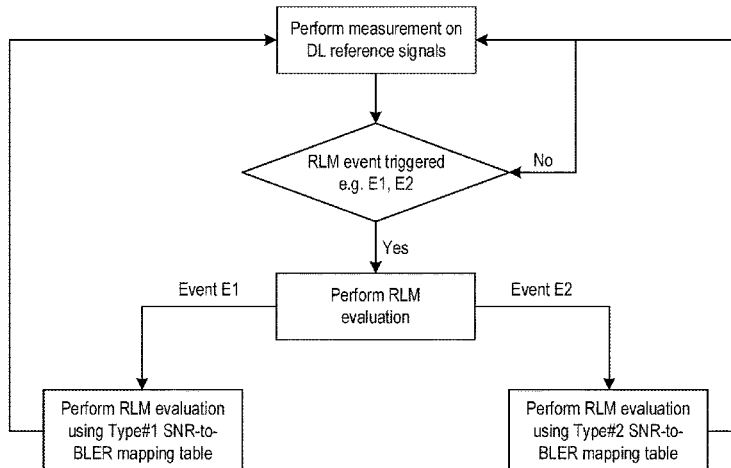 Perform measurement on
DL reference signals
RLM event triggered
e.g. E1, E2
No
Yes
Event E1
Perform RLM
evaluation
Event E2
Perform RLM evaluation
using Type#1 SNR-to-
BLER mapping table
Perform RLM evaluation
using Type#2 SNR-to-
BLER mapping table